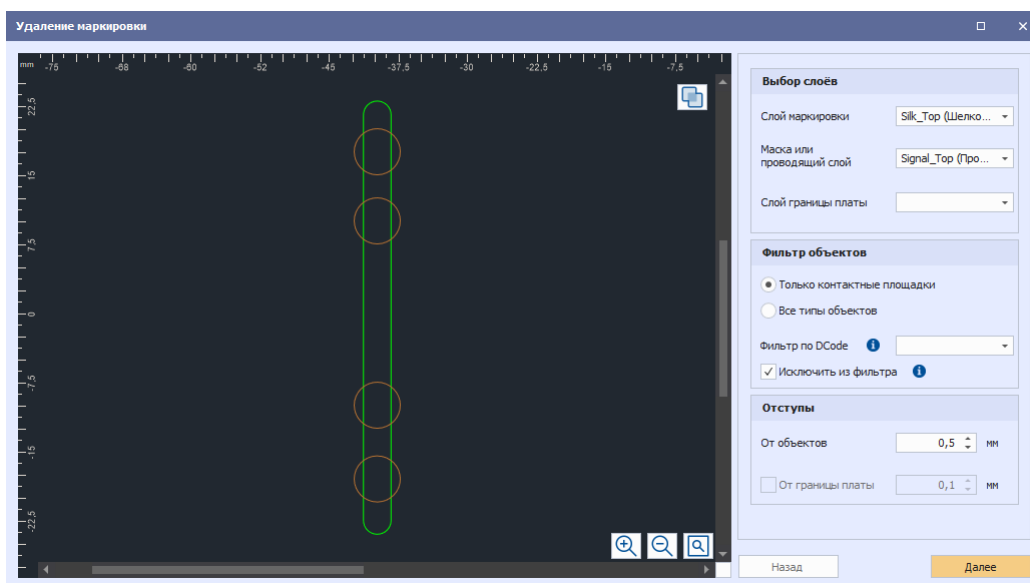 Удаление маркировки
mm
-75 -68 -60 -52 -45 -37,5 -30 -22,5 -15 -7,5
22,5
15
7,5
0
-7,5
-15
-22,5
Выбор слоёв
Слой маркировки Silk_Top (Шелко...
Маска или
проводящий слой Signal_Top (Про...
Слой границы платы
Фильтр объектов
Только контактные площадки
Все типы объектов
Фильтр по DCode
Исключить из фильтра
Отступы
От объектов 0,5 мм
От границы платы 0,1 мм
Назад Далее